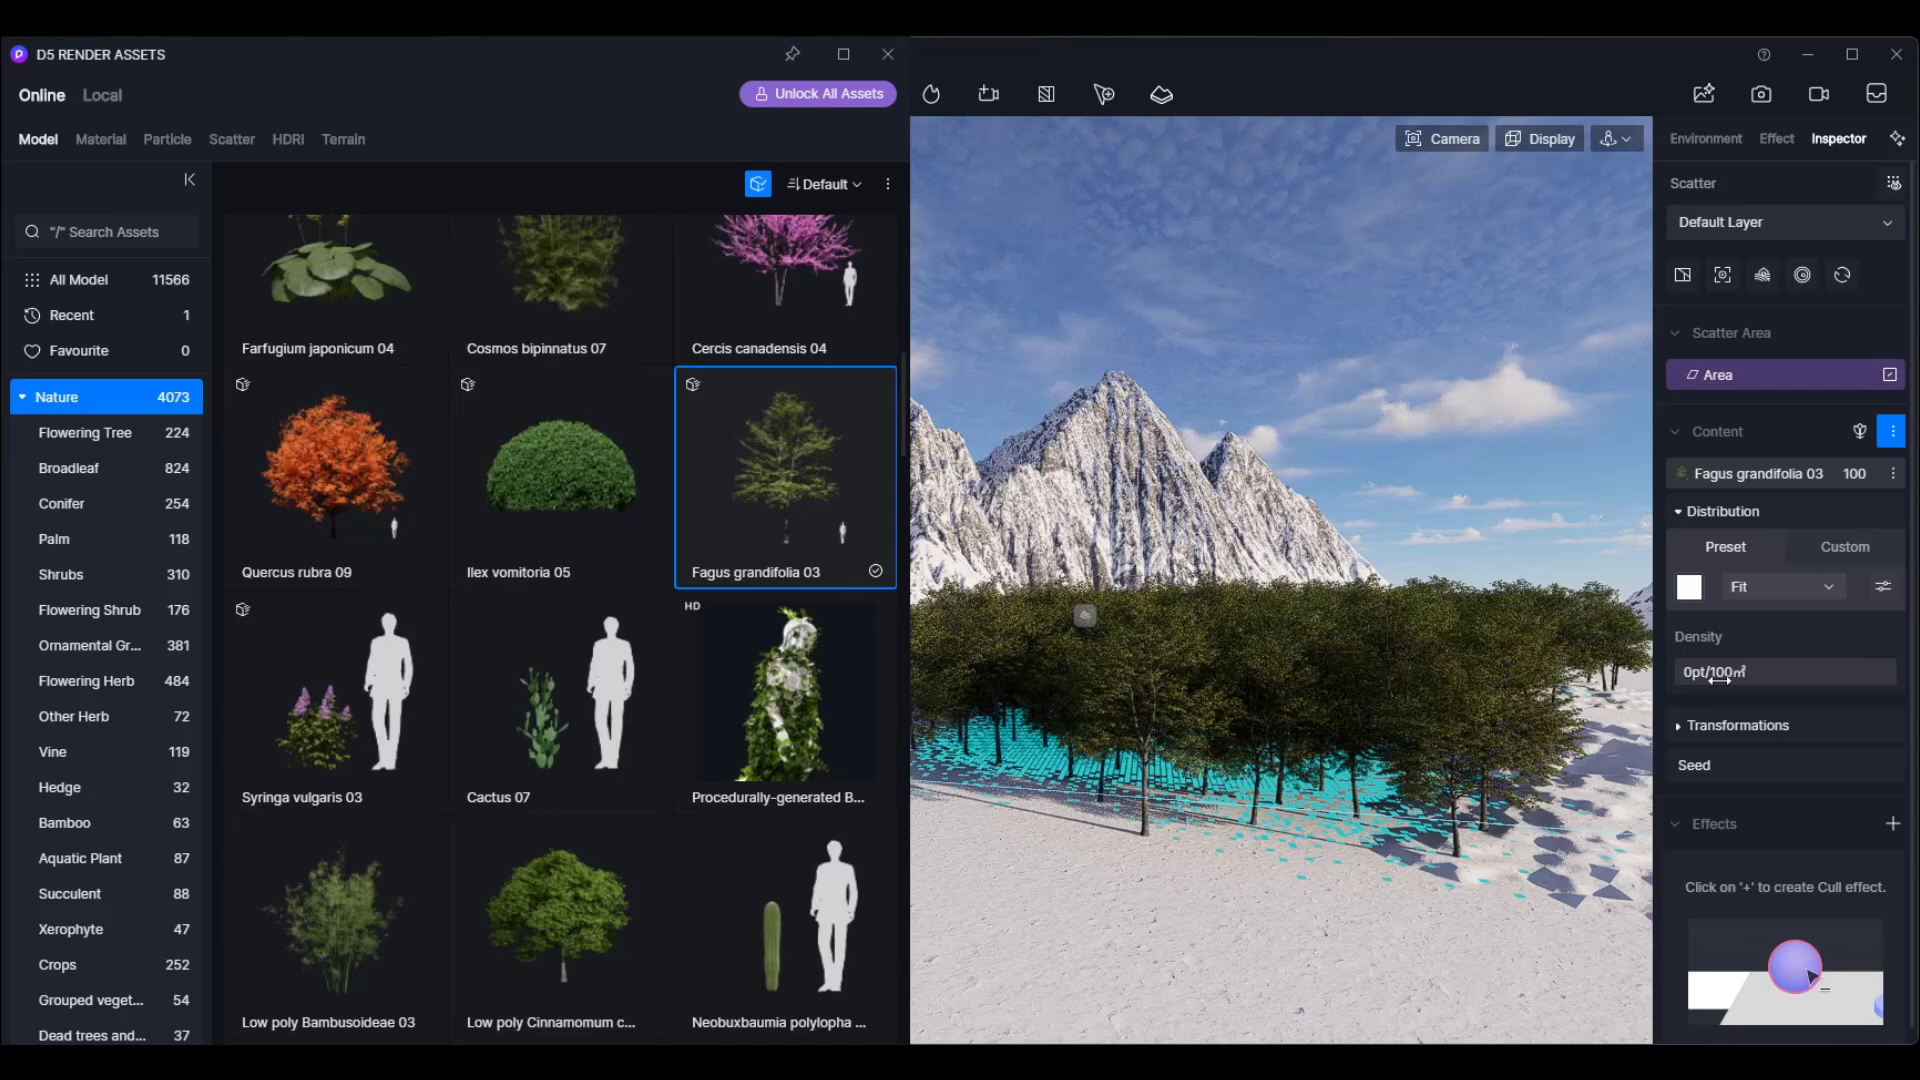 D5 RENDER ASSETS
Online Local
Unlock All Assets
Model Material Particle Scatter HDRI Terrain
Default
"/" Search Assets
All Model 11566
Recent 1
Favourite 0
Nature 4073
Flowering Tree 224
Broadleaf 824
Conifer 254
Palm 118
Shrubs 310
Flowering Shrub 176
Ornamental Gr... 381
Flowering Herb 484
Other Herb 72
Vine 119
Hedge 32
Bamboo 63
Aquatic Plant 87
Succulent 88
Xerophyte 47
Crops 252
Grouped veget... 54
Dead trees and... 37
Farfugium japonicum 04
Cosmos bipinnatus 07
Cercis canadensis 04
Quercus rubra 09
Ilex vomitoria 05
Fagus grandifolia 03
HD
Syringa vulgaris 03
Cactus 07
Procedurally-generated B...
Low poly Bambusoideae 03
Low poly Cinnamomum c...
Neobuxbaumia polylopha ...
Camera
Display
Environment Effect Inspector
Scatter
Default Layer
Scatter Area
Area
Content
Fagus grandifolia 03 100
Distribution
Preset Custom
Fit
Density
0pt/100㎡
Transformations
Seed
Effects
Click on '+' to create Cull effect.